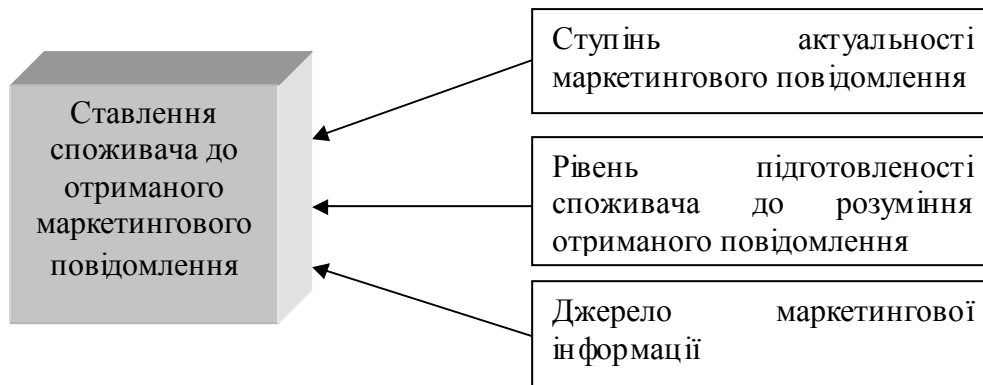 Ставлення
споживача до
отриманого
маркетингового
повідомлення
Ступінь актуальності
маркетингового повідомлення
Рівень підготовленості
споживача до розуміння
отриманого повідомлення
Джерело маркетингової
інформації